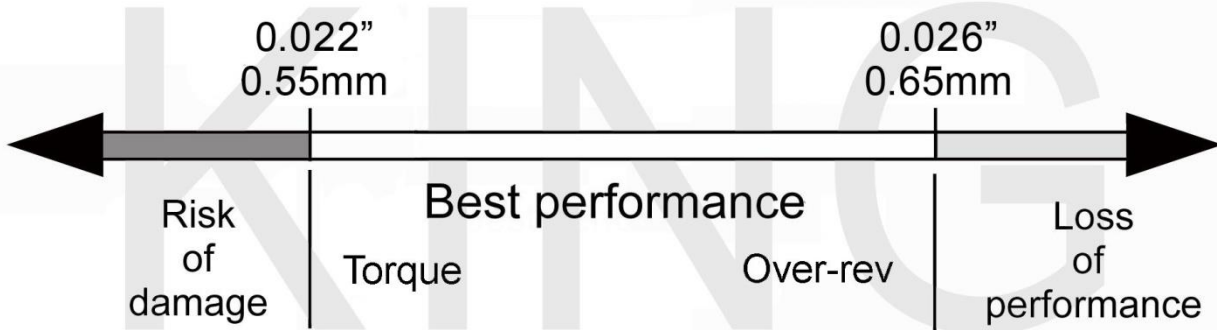 KING
0.022”
0.55mm
0.026”
0.65mm
Best performance
Risk
of
damage
Torque
Over-rev
Loss
of
performance